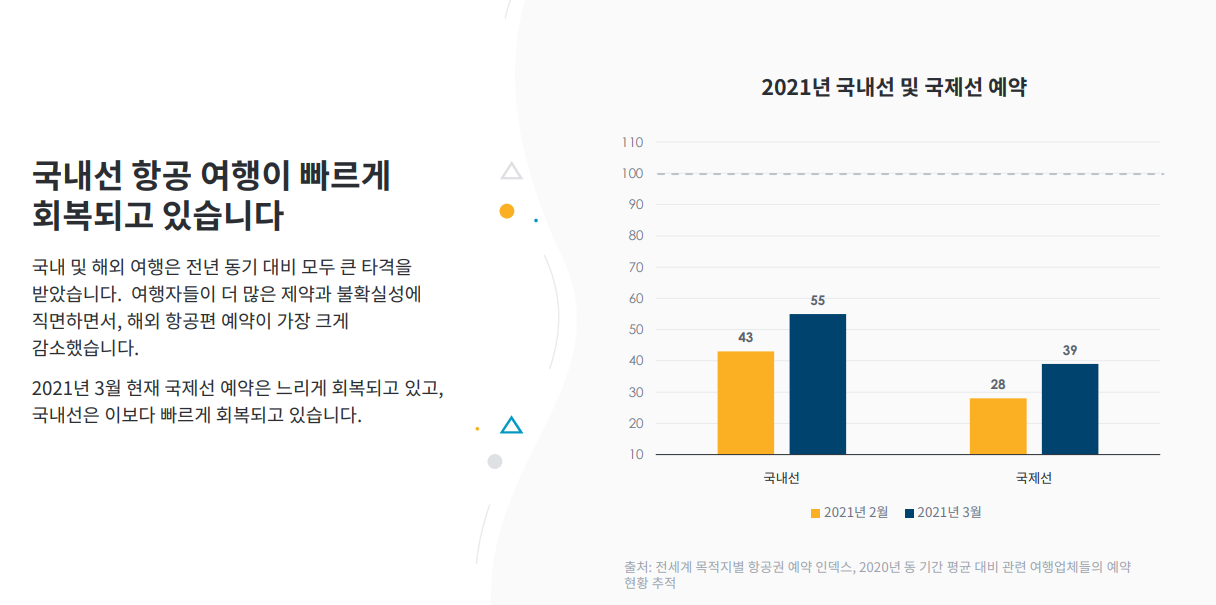 국내선 항공 여행이 빠르게
회복되고 있습니다
국내 및 해외 여행은 전년 동기 대비 모두 큰 타격을
받았습니다.  여행자들이 더 많은 제약과 불확실성에
직면하면서, 해외 항공편 예약이 가장 크게
감소했습니다.
2021년 3월 현재 국제선 예약은 느리게 회복되고 있고,
국내선은 이보다 빠르게 회복되고 있습니다.
2021년 국내선 및 국제선 예약
110
100
90
80
70
60
50
40
30
20
10
43
55
28
39
국내선
국제선
2021년 2월
2021년 3월
출처: 전세계 목적지별 항공권 예약 인덱스, 2020년 동 기간 평균 대비 관련 여행업체들의 예약
현황 추적